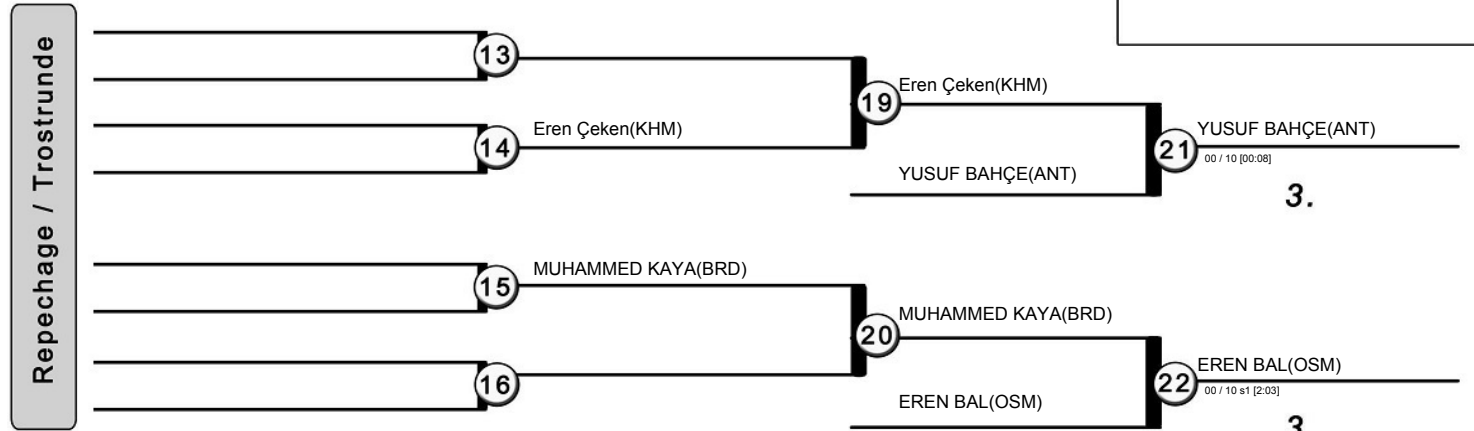 Repechage / Trostrunde
13
Eren Çeken(KHM)
19
Eren Çeken(KHM)
14
YUSUF BAHÇE(ANT)
21
YUSUF BAHÇE(ANT)
00 / 10 [00:08]
3.
MUHAMMED KAYA(BRD)
15
MUHAMMED KAYA(BRD)
20
16
EREN BAL(OSM)
22
EREN BAL(OSM)
00 / 10 s1 [2:03]
3